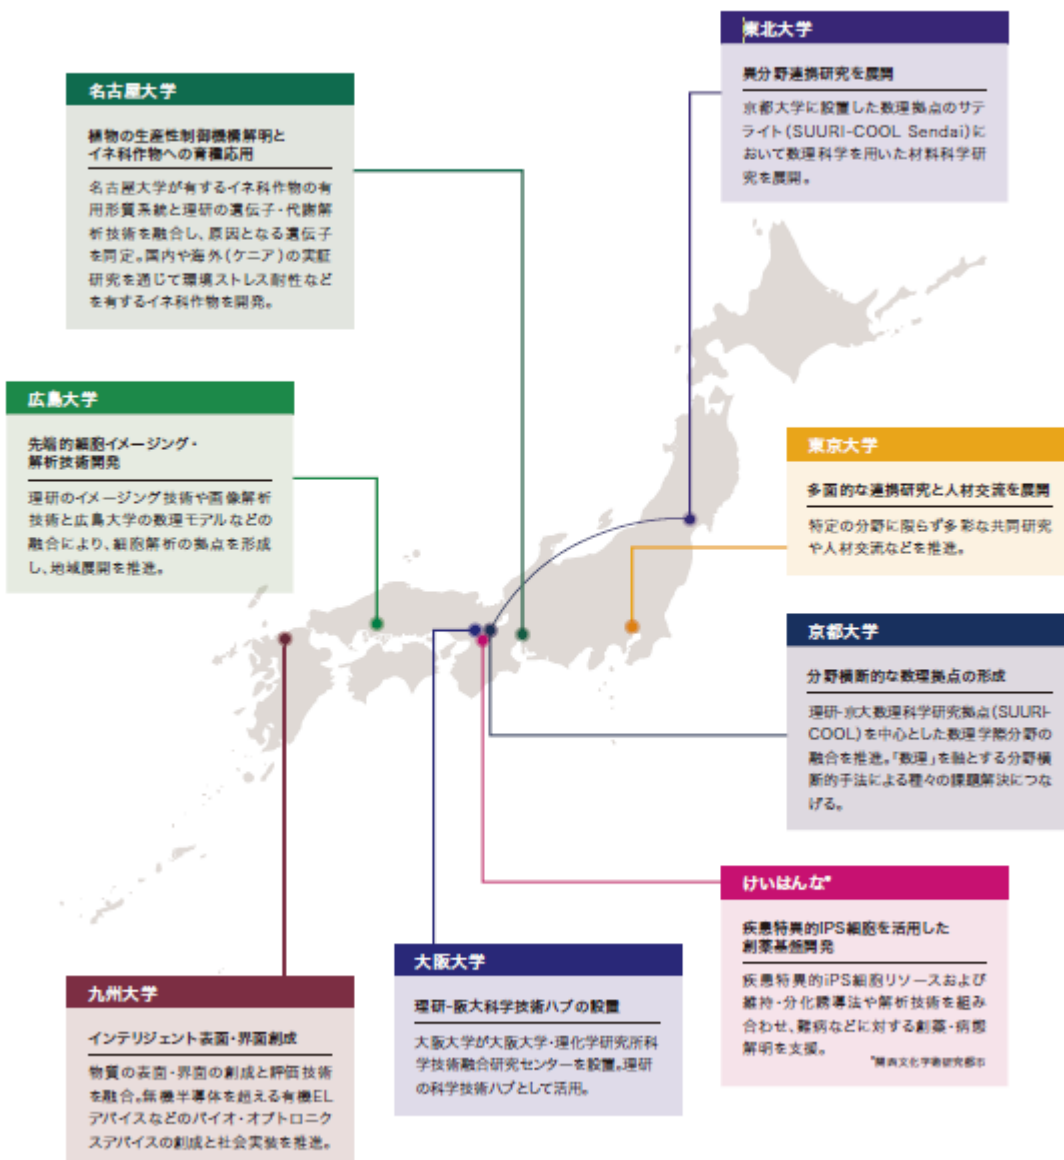 東北大学
異分野連携研究を展開
京都大学に設置した数理拠点のサテ
ライト(SUURI-COOL Sendai)に
おいて数理科学を用いた材料科学研
究を展開。
名古屋大学
植物の生産性制御機構解明と
イネ科作物への育種応用
名古屋大学が有するイネ科作物の有
用形質系統と理研の遺伝子・代謝解
析技術を融合し、原因となる遺伝子
を同定。国内や海外(ケニア)の実証
研究を通じて環境ストレス耐性など
を有するイネ科作物を開発。
広島大学
先端的細胞イメージング・
解析技術開発
理研のイメージング技術や画像解析
技術と広島大学の数理モデルなどの
融合により、細胞解析の拠点を形成
し、地域展開を推進。
東京大学
多面的な連携研究と人材交流を展開
特定の分野に限らず多彩な共同研究
や人材交流などを推進。
京都大学
分野横断的な数理拠点の形成
理研-京大数理科学研究拠点(SUURI-
COOL)を中心とした数理学際分野の
融合を推進。「数理」を軸とする分野横
断的手法による種々の課題解決につな
げる。
けいはんな*
疾患特異的IPS細胞を活用した
創薬基盤開発
疾患特異的iPS細胞リソースおよび
維持・分化誘導法や解析技術を組み
合わせ、難病などに対する創薬・病態
解明を支援。
*関西文化学術研究都市
大阪大学
理研-阪大科学技術ハブの設置
大阪大学が大阪大学・理化学研究所科
学技術融合研究センターを設置。理研
の科学技術ハブとして活用。
九州大学
インテリジェント表面・界面創成
物質の表面・界面の創成と評価技術
を融合。無機半導体を超える有機EL
デバイスなどのバイオ・オプトロニク
スデバイスの創成と社会実装を推進。